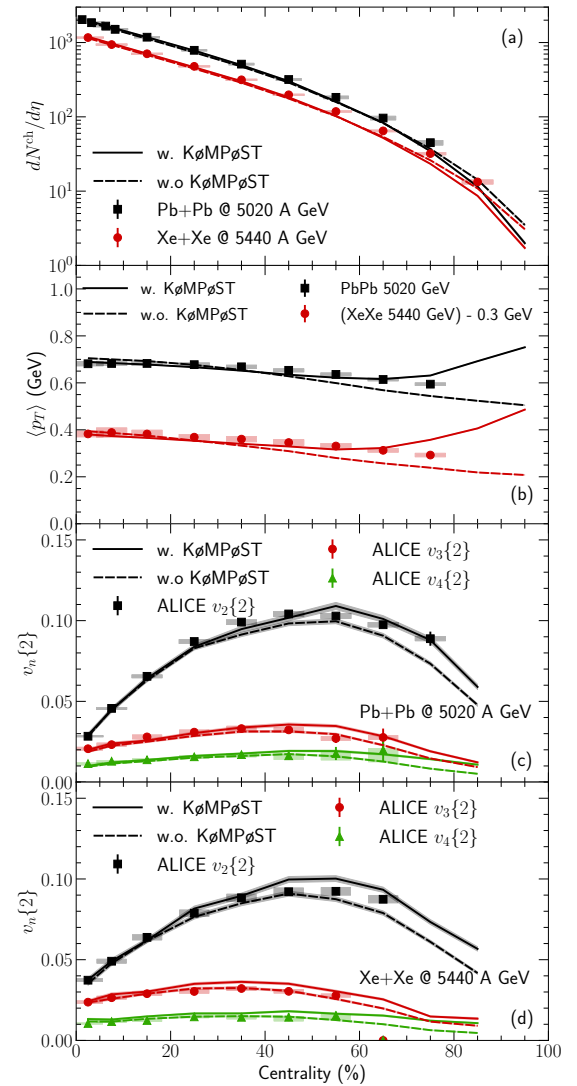 (a)
10³
10²
10¹
10⁰
dN^ch/dη
w. KøMPøST
w.o KøMPøST
Pb+Pb @ 5020 A GeV
Xe+Xe @ 5440 A GeV
1.0
0.8
0.6
0.4
0.2
0.0
⟨p_T⟩ (GeV)
w. KøMPøST
w.o. KøMPøST
PbPb 5020 GeV
(XeXe 5440 GeV) - 0.3 GeV
(b)
0.15
0.10
0.05
0.00
v_n{2}
w. KøMPøST
w.o KøMPøST
ALICE v_2{2}
ALICE v_3{2}
ALICE v_4{2}
Pb+Pb @ 5020 A GeV
(c)
0.15
0.10
0.05
0.00
v_n{2}
w. KøMPøST
w.o. KøMPøST
ALICE v_2{2}
ALICE v_3{2}
ALICE v_4{2}
Xe+Xe @ 5440 A GeV
(d)
0 20 40 60 80 100
Centrality (%)